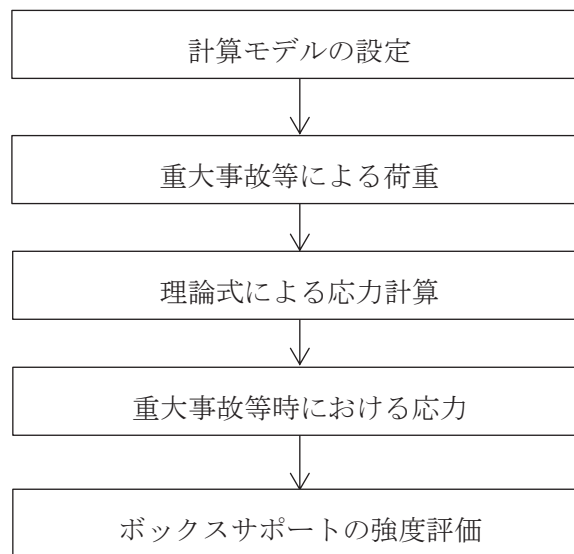 計算モデルの設定
重大事故等による荷重
理論式による応力計算
重大事故等時における応力
ボックスサポートの強度評価